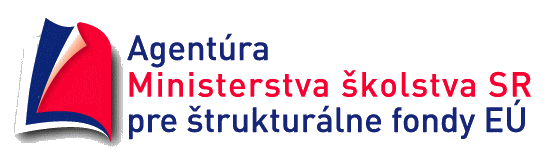 Agentúra
Ministerstva školstva SR
pre štrukturálne fondy EÚ